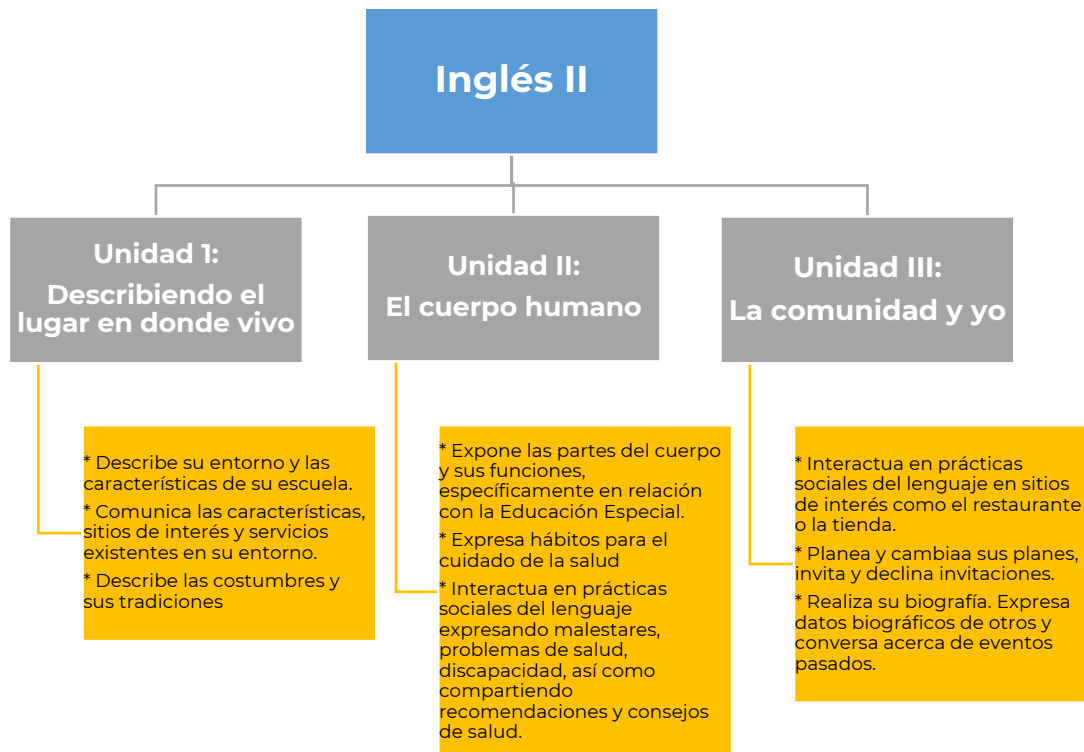 Inglés II
Unidad 1:
Describiendo el
lugar en donde vivo
* Describe su entorno y las
características de su escuela.
* Comunica las características,
sitios de interés y servicios
existentes en su entorno.
* Describe las costumbres y
sus tradiciones
Unidad II:
El cuerpo humano
* Expone las partes del cuerpo
y sus funciones,
específicamente en relación
con la Educación Especial.
* Expresa hábitos para el
cuidado de la salud
* Interactua en prácticas
sociales del lenguaje
expresando malestares,
problemas de salud,
discapacidad, así como
compartiendo
recomendaciones y consejos
de salud.
Unidad III:
La comunidad y yo
* Interactua en prácticas
sociales del lenguaje en sitios
de interés como el restaurante
o la tienda.
* Planea y cambiaa sus planes,
invita y declina invitaciones.
* Realiza su biografía. Expresa
datos biográficos de otros y
conversa acerca de eventos
pasados.